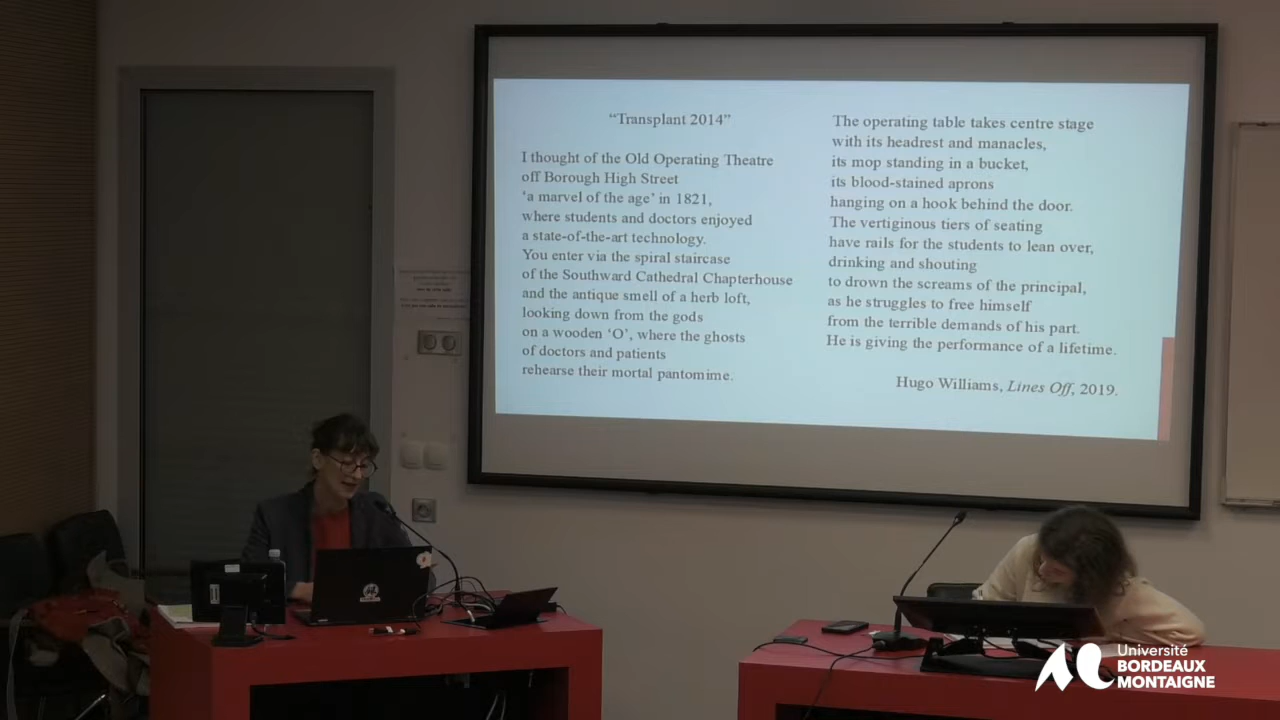 “Transplant 2014”
I thought of the Old Operating Theatre
off Borough High Street
‘a marvel of the age’ in 1821,
where students and doctors enjoyed
a state-of-the-art technology.
You enter via the spiral staircase
of the Southward Cathedral Chapterhouse
and the antique smell of a herb loft,
looking down from the gods
on a wooden ‘O’, where the ghosts
of doctors and patients
rehearse their mortal pantomime.
The operating table takes centre stage
with its headrest and manacles,
its mop standing in a bucket,
its blood-stained aprons
hanging on a hook behind the door.
The vertiginous tiers of seating
have rails for the students to lean over,
drinking and shouting
to drown the screams of the principal,
as he struggles to free himself
from the terrible demands of his part.
He is giving the performance of a lifetime.
Hugo Williams, Lines Off, 2019.
Université
BORDEAUX
MONTAIGNE